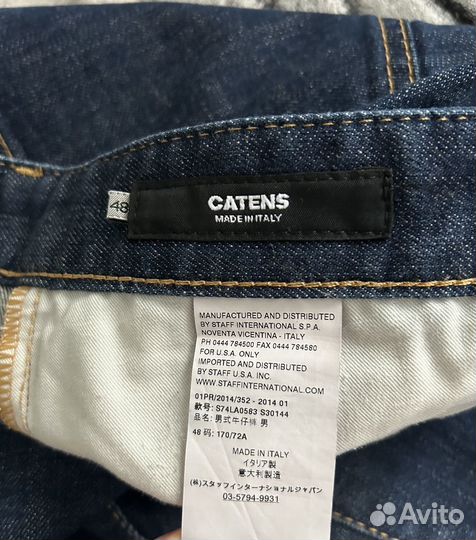 48
CATENS
MADE IN ITALY
MANUFACTURED AND DISTRIBUTED
BY STAFF INTERNATIONAL S.P.A.
NOVENTA VICENTINA - ITALY
PH 0444 784500 FAX 0444 784580
FOR U.S.A. ONLY
IMPORTED AND DISTRIBUTED
BY STAFF U.S.A. INC.
WWW.STAFFINTERNATIONAL.COM
01PR/2014/352 - 2014 01
款号: S74LA0583 S30144
品名: 男式牛仔裤 男
48 码: 170/72A
MADE IN ITALY
イタリア製
意大利制造
(株)スタッフインターナショナルジャパン
03-5794-9931
Avito